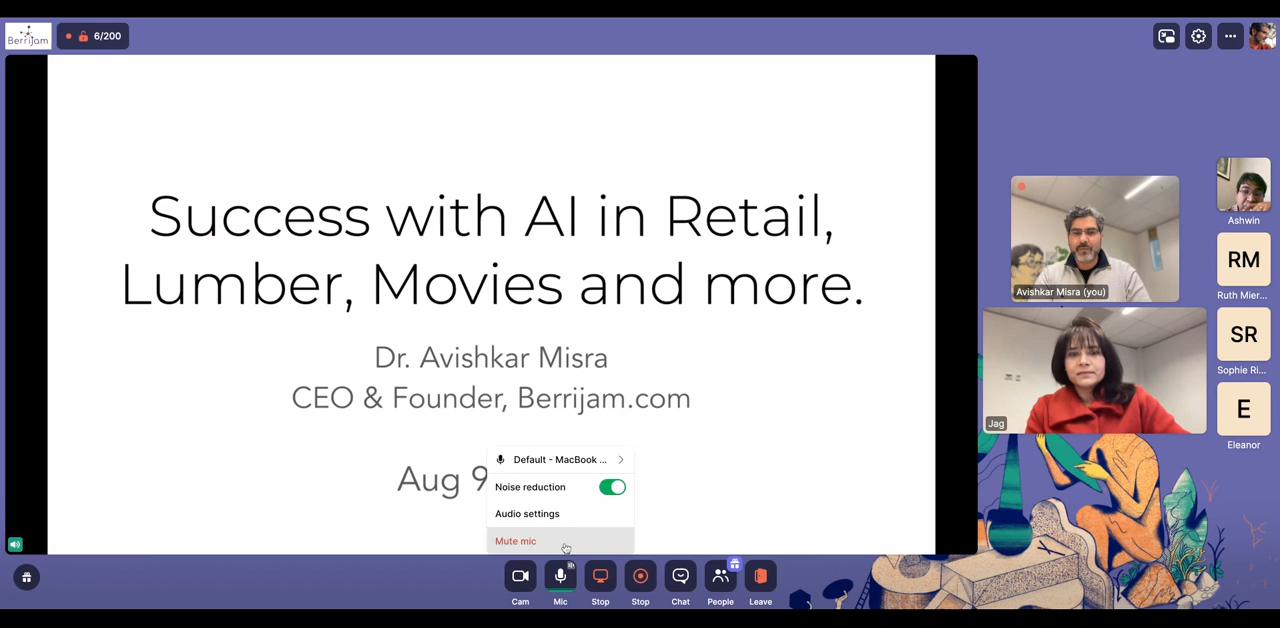 Berrijam
6/200
Success with AI in Retail,
Lumber, Movies and more.
Dr. Avishkar Misra
CEO & Founder, Berrijam.com
Aug 9
Default - MacBook ...
Noise reduction
Audio settings
Mute mic
Avishkar Misra (you)
Jag
Ashwin
RM
Ruth Mier...
SR
Sophie Ri...
E
Eleanor
Cam
Mic
Stop
Stop
Chat
People
Leave